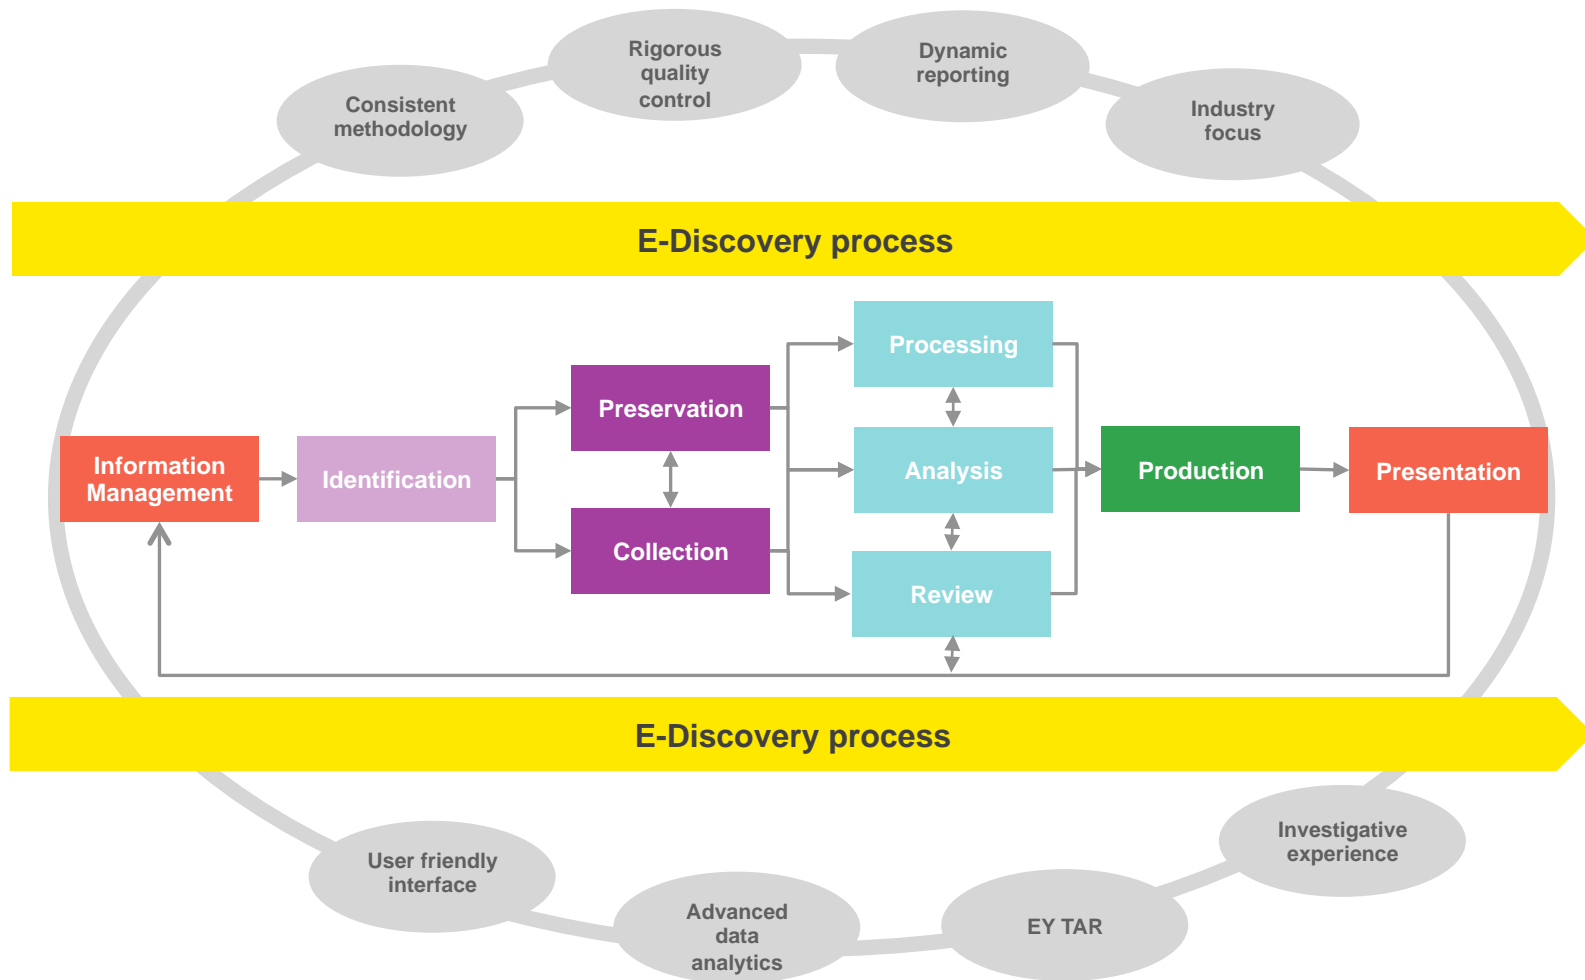 Rigorous
quality
control
Dynamic
reporting
Consistent
methodology
Industry
focus
E-Discovery process
Processing
Preservation
Information
Management
Identification
Analysis
Production
Presentation
Collection
Review
E-Discovery process
User friendly
interface
Advanced
data
analytics
EY TAR
Investigative
experience